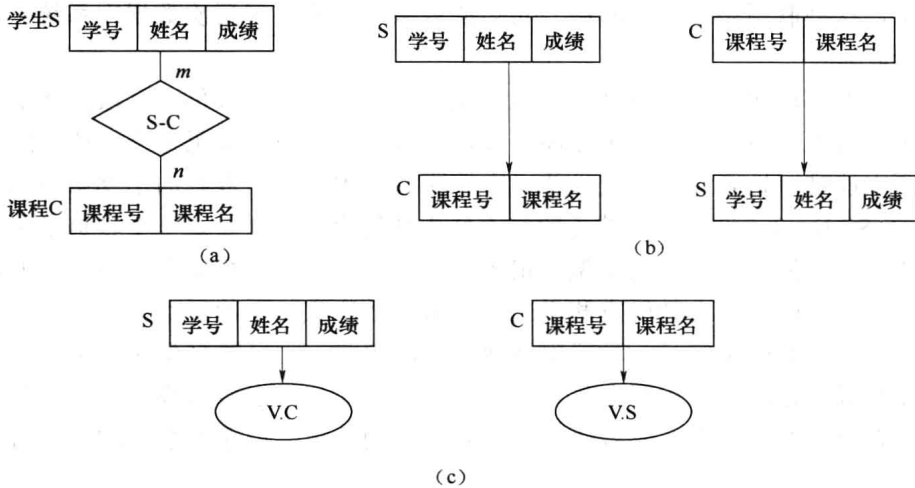 学生S 学号 姓名 成绩
m
S-C
n
课程C 课程号 课程名
(a)
S 学号 姓名 成绩
C 课程号 课程名
C 课程号 课程名
S 学号 姓名 成绩
(b)
S 学号 姓名 成绩
V.C
C 课程号 课程名
V.S
(c)